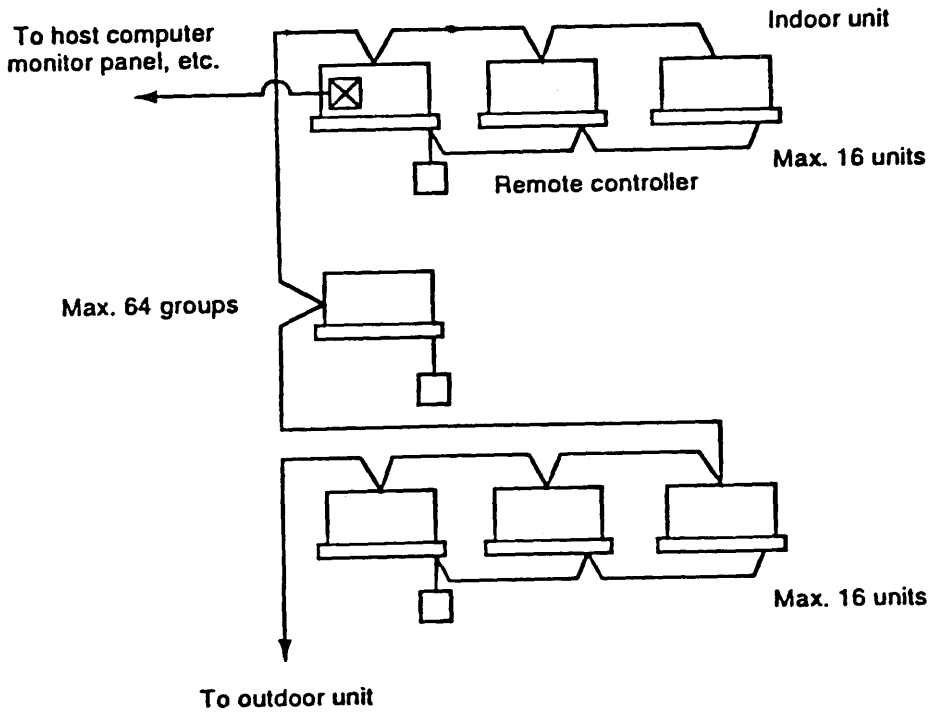 Indoor unit
To host computer
monitor panel, etc.
Max. 16 units
Remote controller
Max. 64 groups
Max. 16 units
To outdoor unit